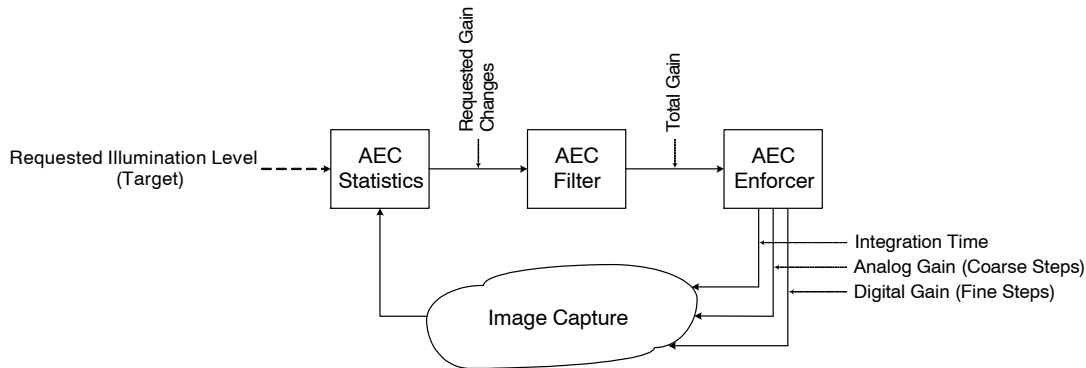 Requested Gain
Changes
Total Gain
Requested Illumination Level
(Target)
AEC
Statistics
AEC
Filter
AEC
Enforcer
Integration Time
Analog Gain (Coarse Steps)
Digital Gain (Fine Steps)
Image Capture